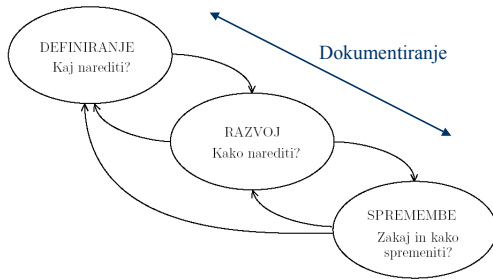 DEFINIRANJE
Kaj narediti?
Dokumentiranje
RAZVOJ
Kako narediti?
SPREMEMBE
Zakaj in kako
spremeniti?